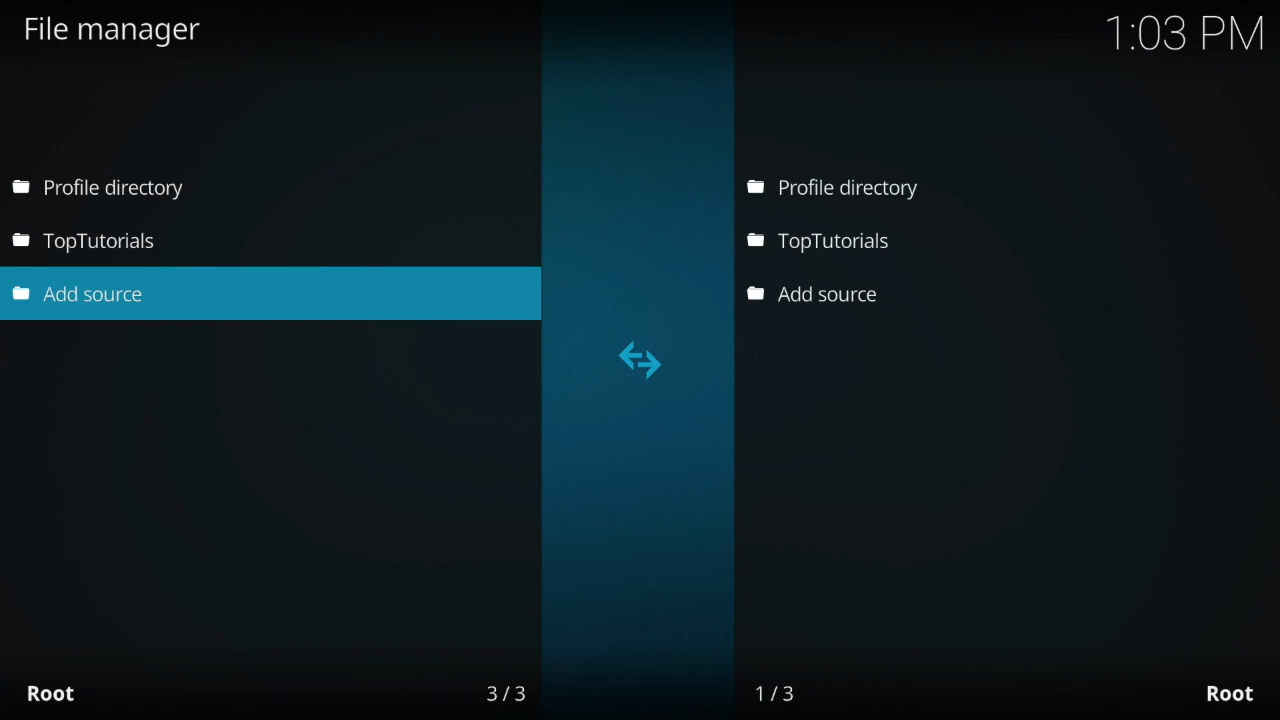 File manager
1:03 PM
Profile directory
TopTutorials
Add source
Profile directory
TopTutorials
Add source
Root
3 / 3
1 / 3
Root